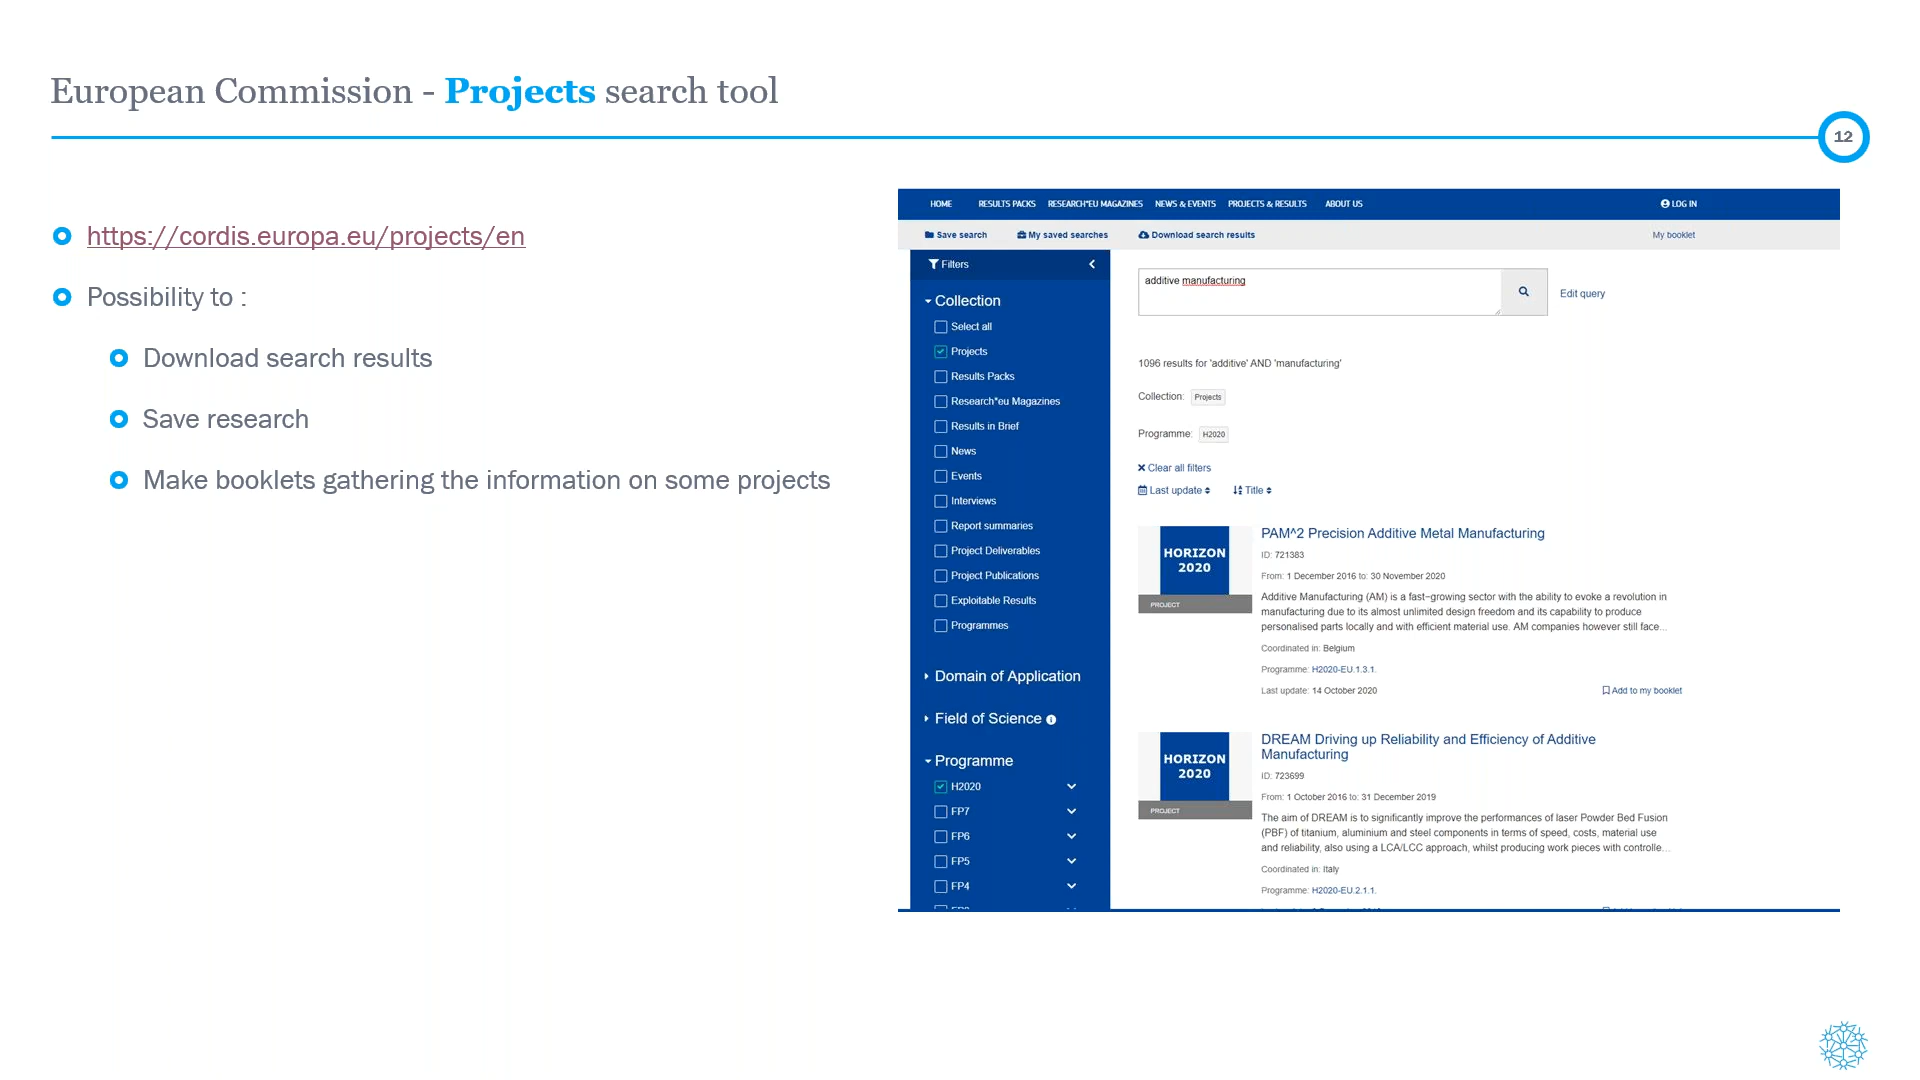 European Commission - Projects search tool
12
https://cordis.europa.eu/projects/en
Possibility to :
Download search results
Save research
Make booklets gathering the information on some projects
HOME RESULTS PACKS RESEARCH*EU MAGAZINES NEWS & EVENTS PROJECTS & RESULTS ABOUT US LOG IN
Save search My saved searches Download search results My booklet
Filters
Collection
Select all
Projects
Results Packs
Research*eu Magazines
Results in Brief
News
Events
Interviews
Report summaries
Project Deliverables
Project Publications
Exploitable Results
Programmes
Domain of Application
Field of Science
Programme
H2020
FP7
FP6
FP5
FP4
additive manufacturing
Edit query
1096 results for 'additive' AND 'manufacturing'
Collection: Projects
Programme: H2020
Clear all filters
Last update Title
HORIZON
2020
PROJECT
PAM^2 Precision Additive Metal Manufacturing
ID: 721383
From: 1 December 2016 to: 30 November 2020
Additive Manufacturing (AM) is a fast-growing sector with the ability to evoke a revolution in
manufacturing due to its almost unlimited design freedom and its capability to produce
personalised parts locally and with efficient material use. AM companies however still face...
Coordinated in: Belgium
Programme: H2020-EU.1.3.1.
Last update: 14 October 2020 Add to my booklet
HORIZON
2020
PROJECT
DREAM Driving up Reliability and Efficiency of Additive
Manufacturing
ID: 723699
From: 1 October 2016 to: 31 December 2019
The aim of DREAM is to significantly improve the performances of laser Powder Bed Fusion
(PBF) of titanium, aluminium and steel components in terms of speed, costs, material use
and reliability, also using a LCA/LCC approach, whilst producing work pieces with controlle...
Coordinated in: Italy
Programme: H2020-EU.2.1.1.